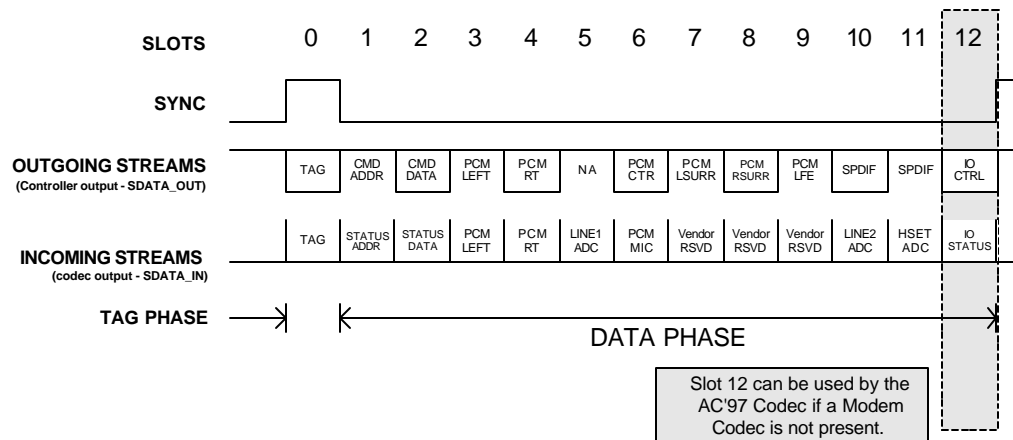 SLOTS 0 1 2 3 4 5 6 7 8 9 10 11 12
SYNC
OUTGOING STREAMS
(Controller output - SDATA_OUT)
TAG CMD ADDR CMD DATA PCM LEFT PCM RT NA PCM CTR PCM LSURR PCM RSURR PCM LFE SPDIF SPDIF IO CTRL
INCOMING STREAMS
(codec output - SDATA_IN)
TAG STATUS ADDR STATUS DATA PCM LEFT PCM RT LINE1 ADC PCM MIC Vendor RSVD Vendor RSVD Vendor RSVD LINE2 ADC HSET ADC IO STATUS
TAG PHASE
DATA PHASE
Slot 12 can be used by the
AC'97 Codec if a Modem
Codec is not present.